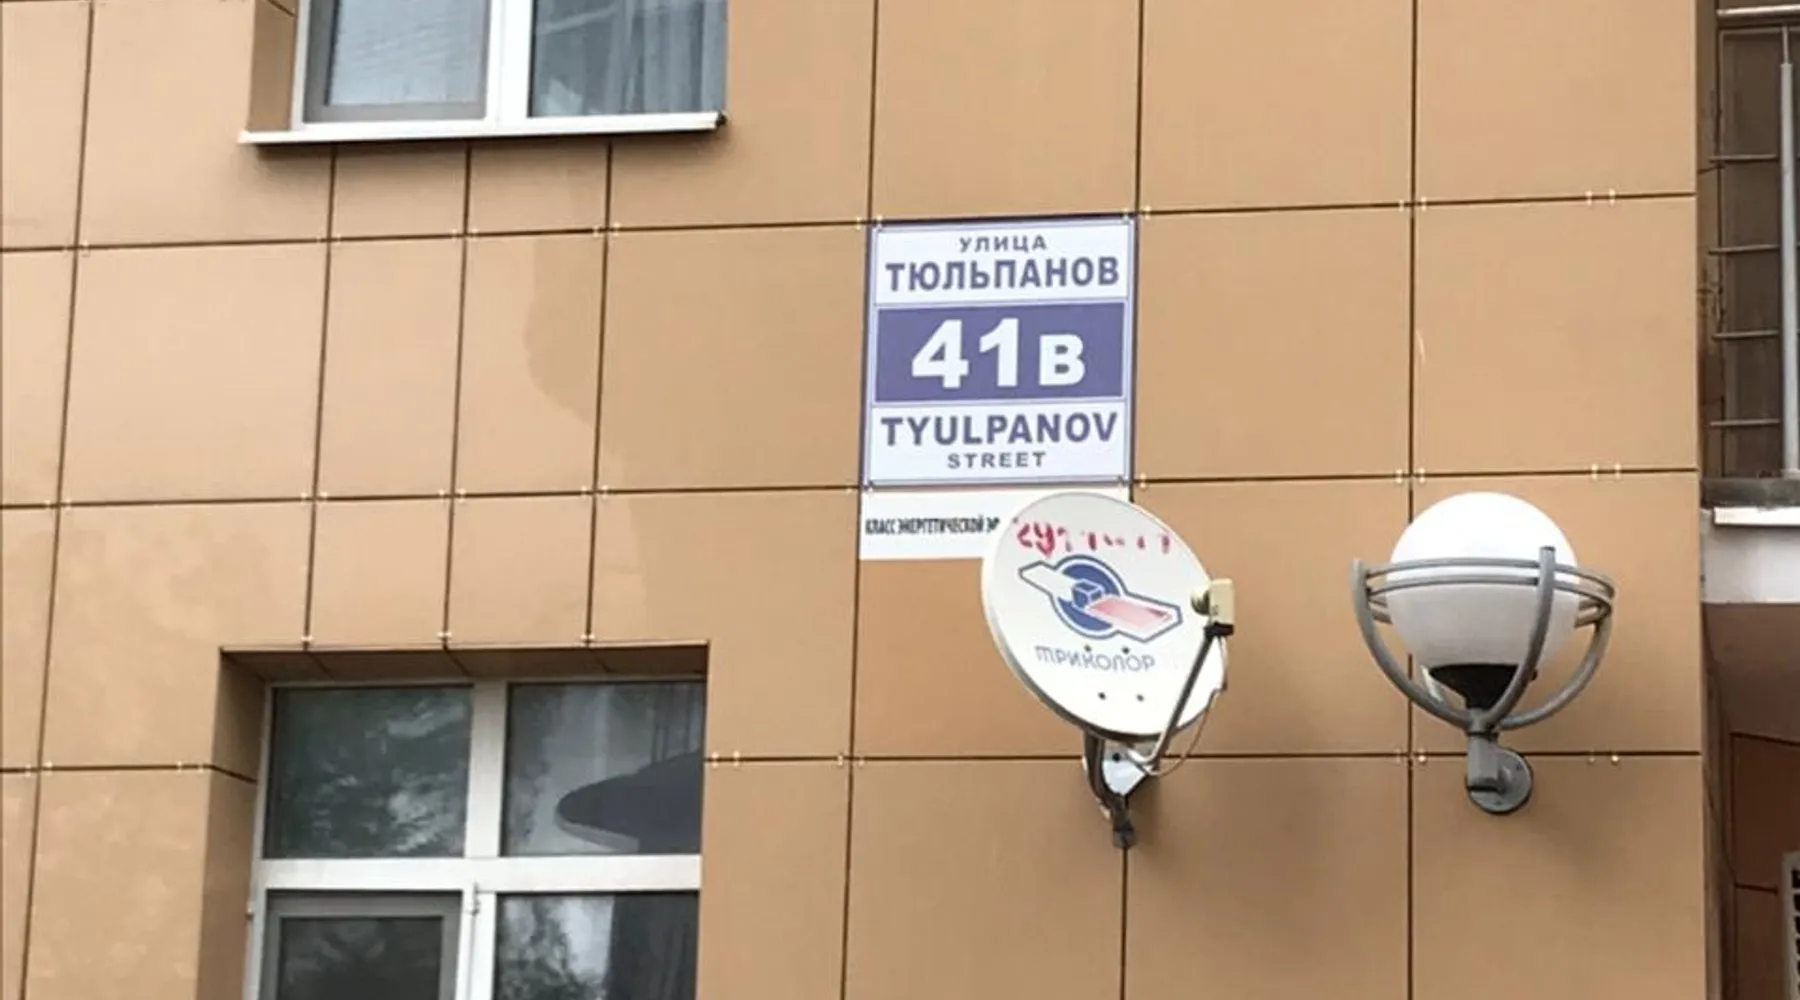 УЛИЦА
ТЮЛЬПАНОВ
41В
TYULPANOV
STREET
КЛАСС ЭНЕРГЕТИЧЕСКОЙ
ТРИКОЛОР